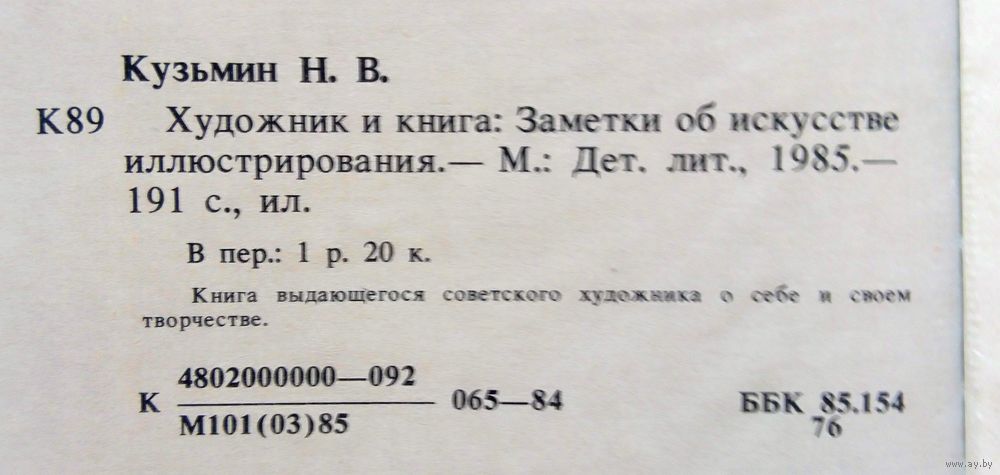 Кузьмин Н. В.
К89 Художник и книга: Заметки об искусстве
иллюстрирования.— М.: Дет. лит., 1985.—
191 с., ил.
В пер.: 1 р. 20 к.
Книга выдающегося советского художника о себе и своем
творчестве.
4802000000—092
К 065—84 ББК 85.154
М101(03)85 76
www.ay.by